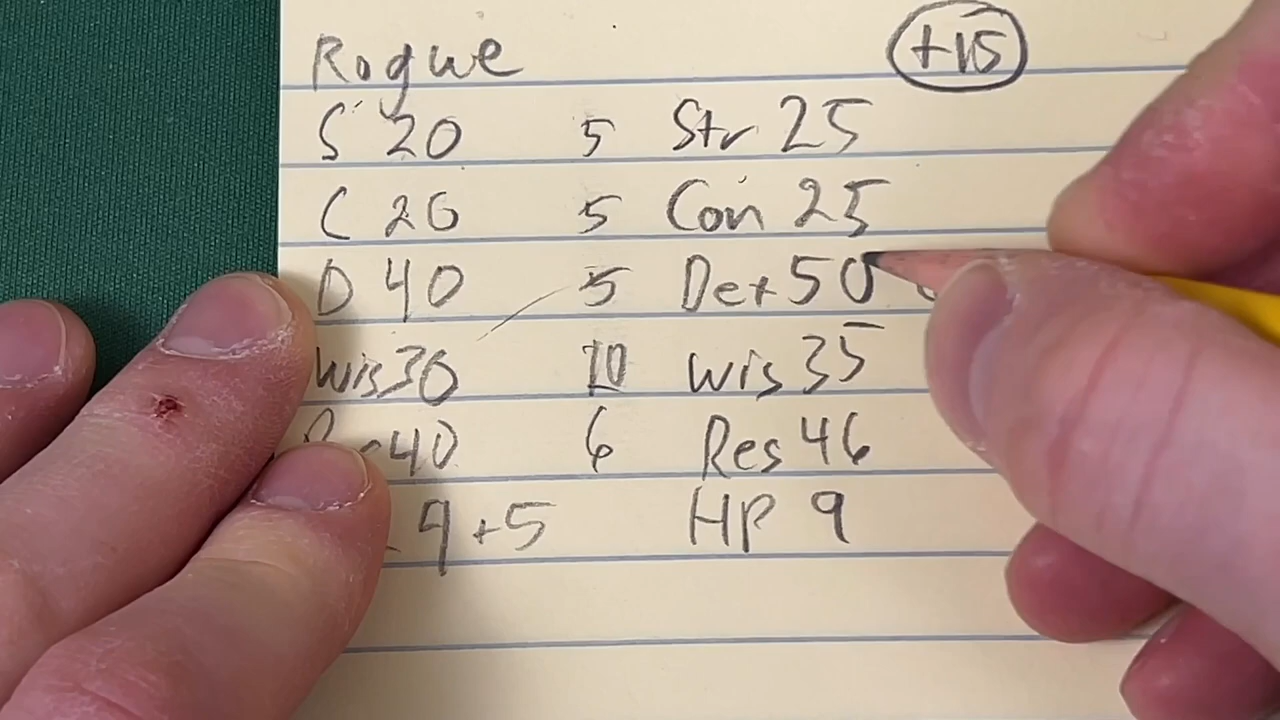 Rogue +15
S 20 5 Str 25
C 20 5 Con 25
D 40 5 Dex 50
Wis 30 10 Wis 35
40 6 Res 46
9 +5 HP 9